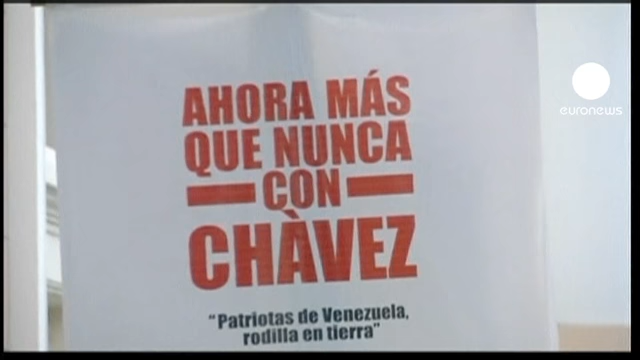 AHORA MÁS
QUE NUNCA
CON
CHÀVEZ
"Patriotas de Venezuela,
rodilla en tierra"
euronews